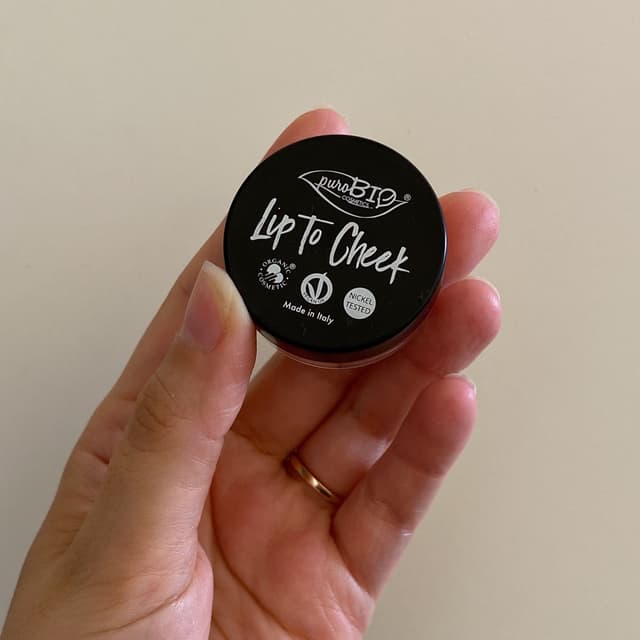 puroBIO®
COSMETICS
Lip To Cheek
ORGANIC
COSMETIC
®
NICKEL
TESTED
Made in Italy